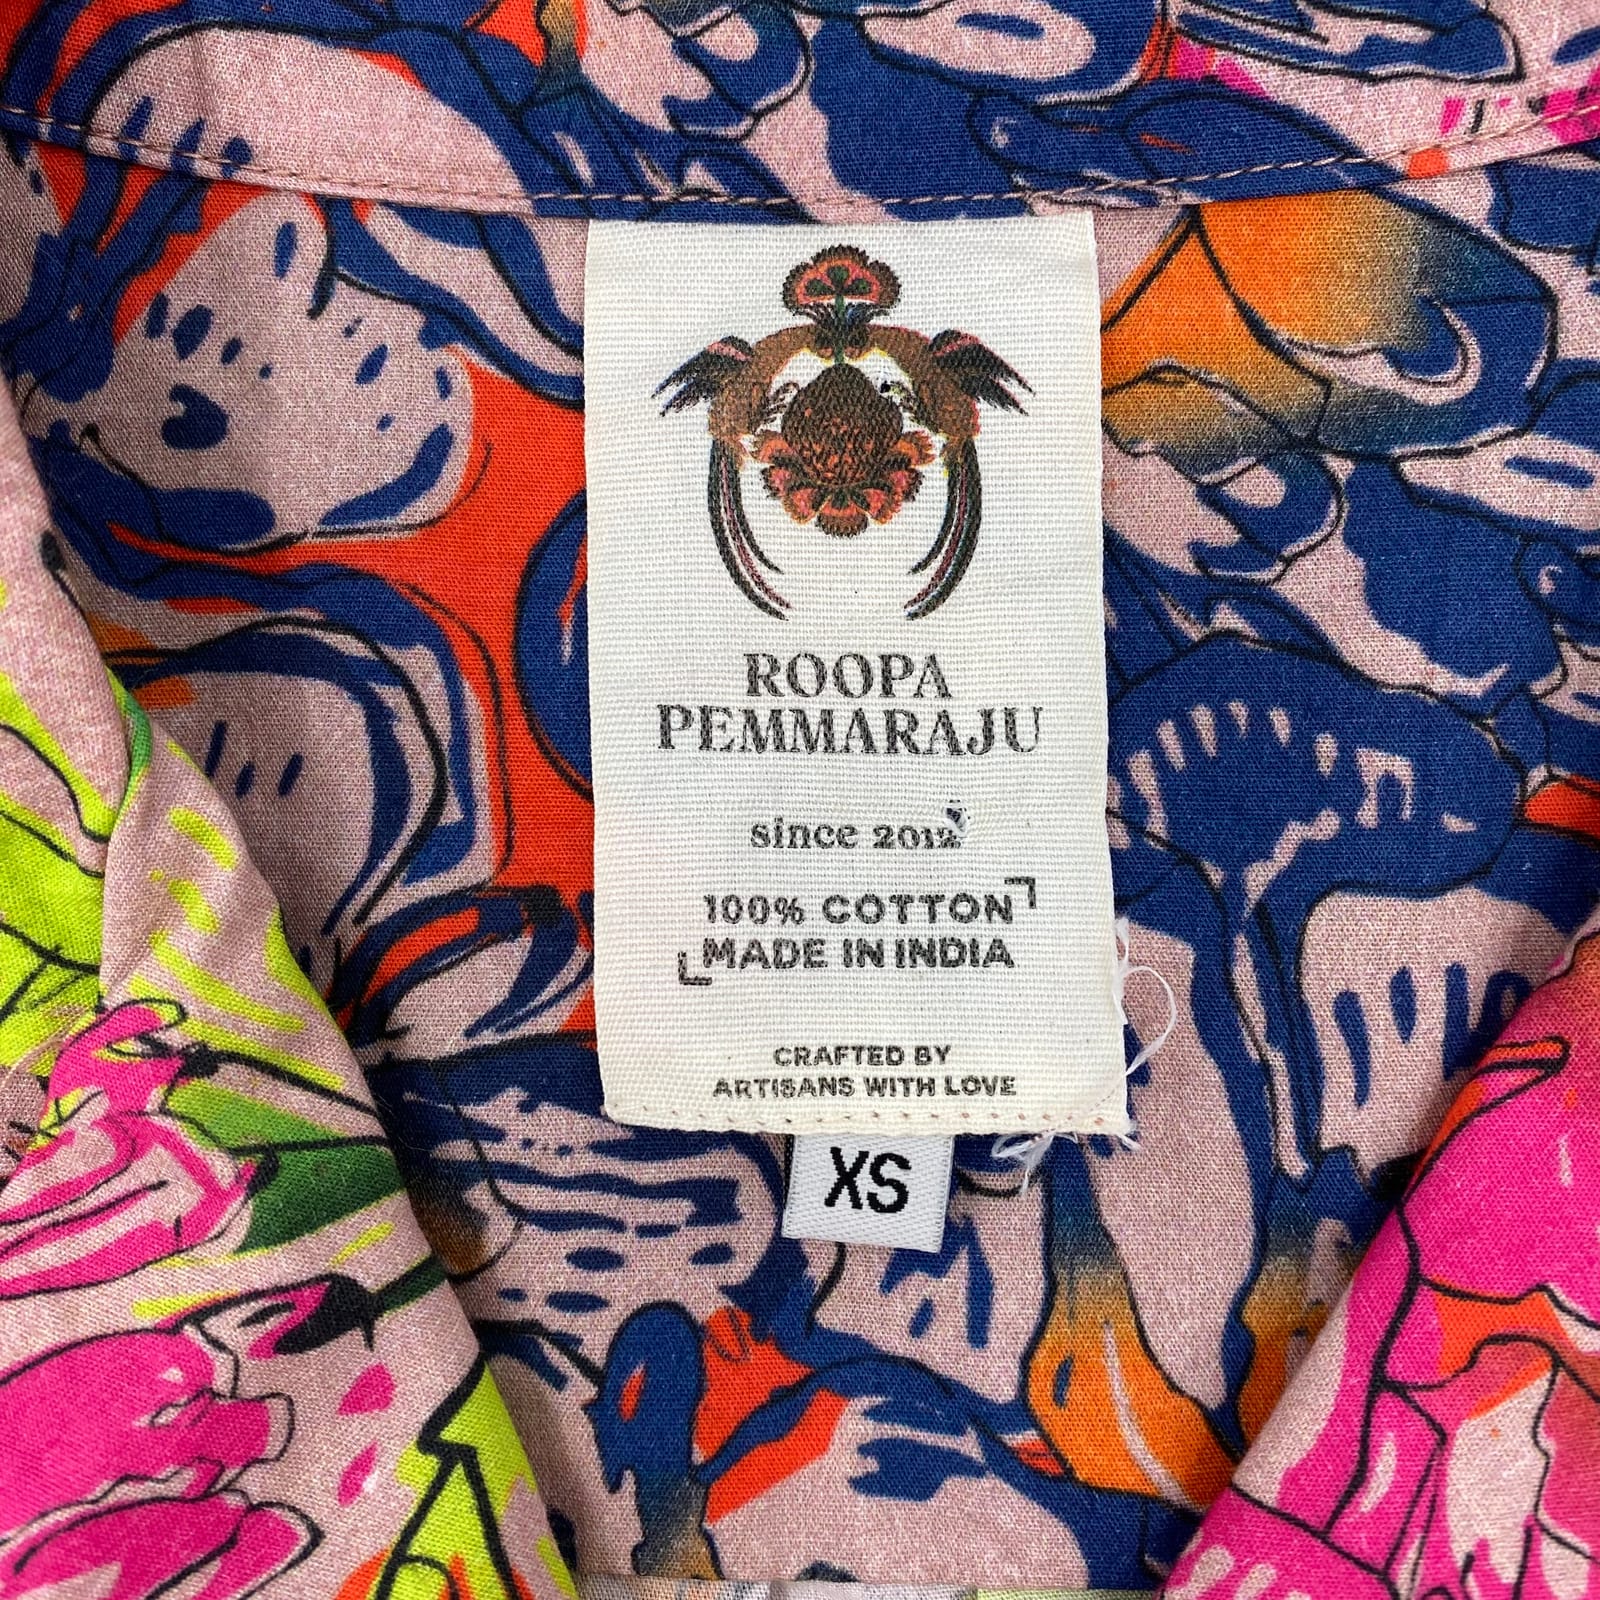 ROOPA
PEMMARAJU
since 2012
100% COTTON
MADE IN INDIA
CRAFTED BY
ARTISANS WITH LOVE
XS